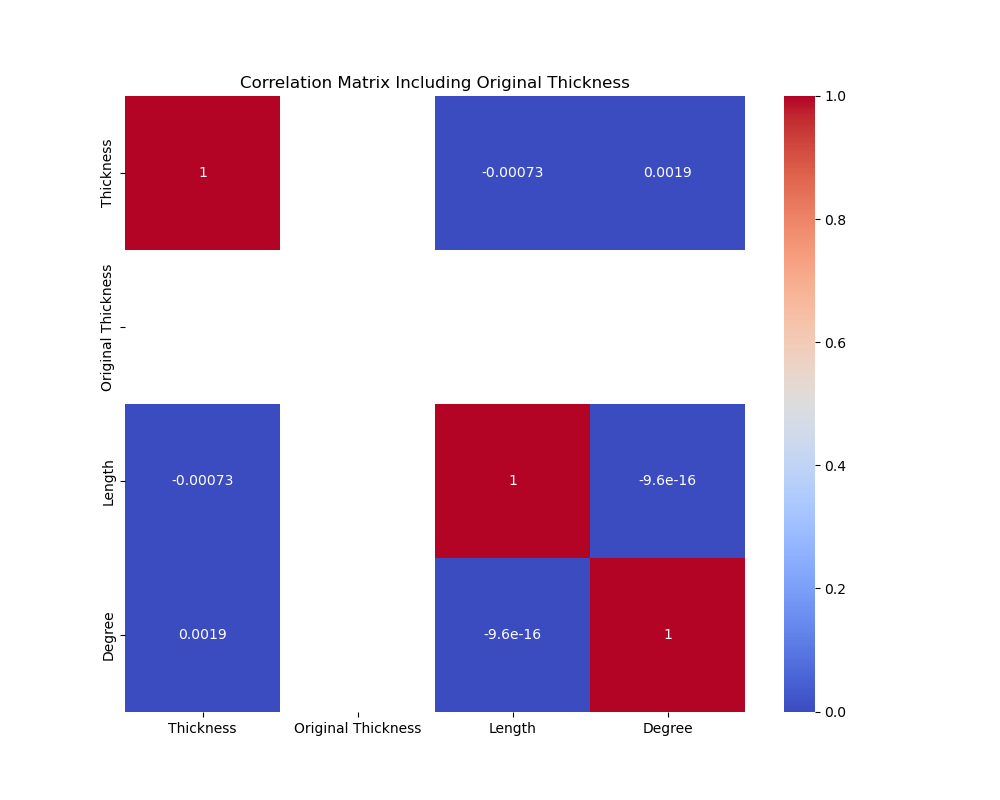 Correlation Matrix Including Original Thickness
Thickness
1
-0.00073
0.0019
Original Thickness
Length
-0.00073
1
-9.6e-16
Degree
0.0019
-9.6e-16
1
Thickness
Original Thickness
Length
Degree
1.0
0.8
0.6
0.4
0.2
0.0